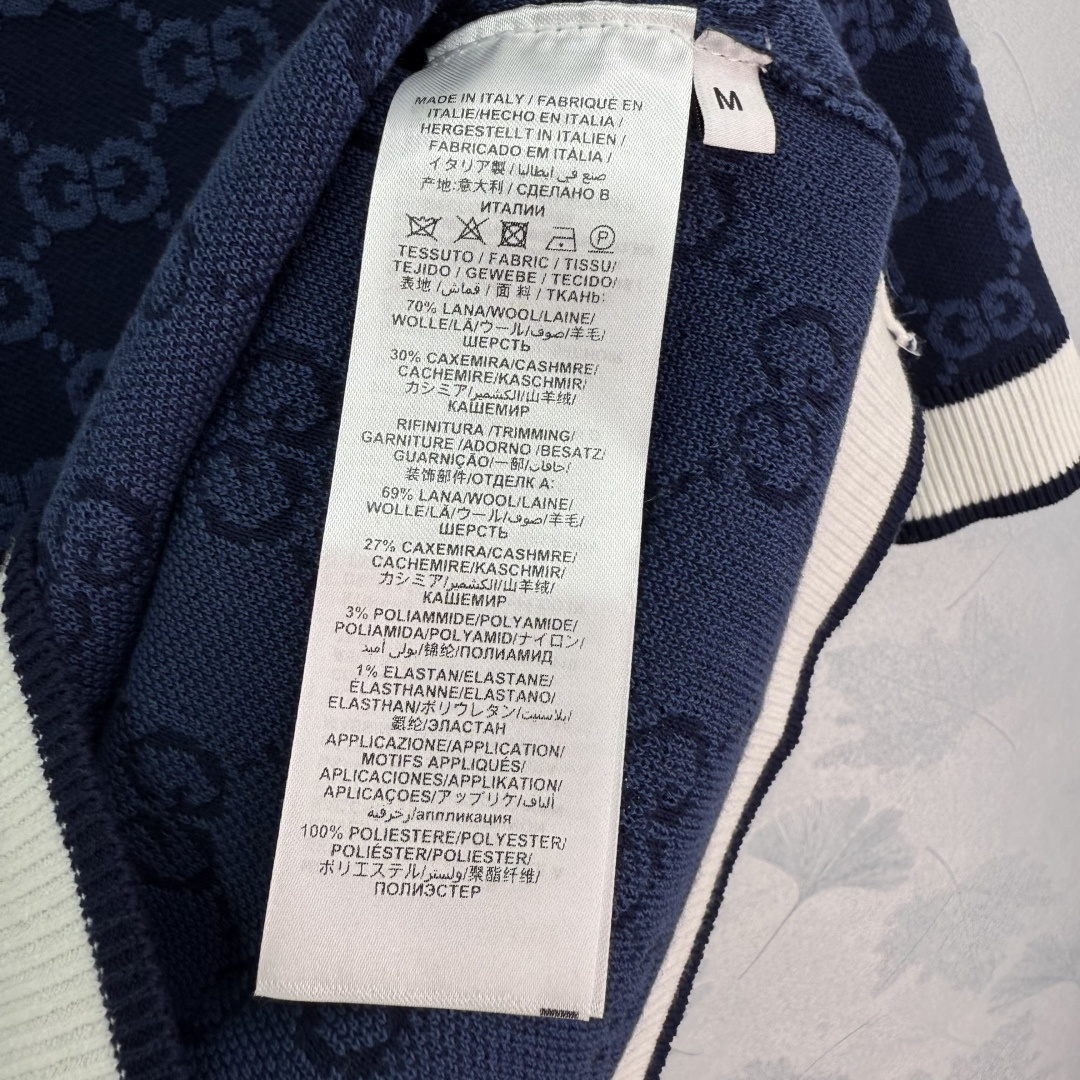 MADE IN ITALY / FABRIQUÉ EN
ITALIE/HECHO EN ITALIA /
HERGESTELLT IN ITALIEN /
FABRICADO EM ITÁLIA /
イタリア製 / صنع في ايطاليا /
产地:意大利 / СДЕЛАНО В
ИТАЛИИ
P
TESSUTO / FABRIC / TISSU/
TEJIDO / GEWEBE / TECIDO/
表地 / قماش / 面 料 / ТКАНЬ:
70% LANA/WOOL/LAINE/
WOLLE/LÃ/ウール/صوف/羊毛/
ШЕРСТЬ
30% CAXEMIRA/CASHMRE/
CACHEMIRE/KASCHMIR/
カシミア/الكشمير/山羊绒/
КАШЕМИР
RIFINITURA /TRIMMING/
GARNITURE /ADORNO /BESATZ/
GUARNIÇÃO/一部/حافات/
装饰部件/ОТДЕЛК А:
69% LANA/WOOL/LAINE/
WOLLE/LÃ/ウール/صوف/羊毛/
ШЕРСТЬ
27% CAXEMIRA/CASHMRE/
CACHEMIRE/KASCHMIR/
カシミア/الكشمير/山羊绒/
КАШЕМИР
3% POLIAMMIDE/POLYAMIDE/
POLIAMIDA/POLYAMID/ナイロン/
بولي أميد/锦纶/ПОЛИАМИД
1% ELASTAN/ELASTANE/
ÉLASTHANNE/ELASTANO/
ELASTHAN/ポリウレタン/ايلاستيت/
氨纶/ЭЛАСТАН
APPLICAZIONE/APPLICATION/
MOTIFS APPLIQUÉS/
APLICACIONES/APPLIKATION/
APLICAÇOES/アップリケ/ألياف
زخرفيه/аппликация
100% POLIESTERE/POLYESTER/
POLIÉSTER/POLIESTER/
ポリエステル/ولستر/聚酯纤维/
ПОЛИЭСТЕР
M